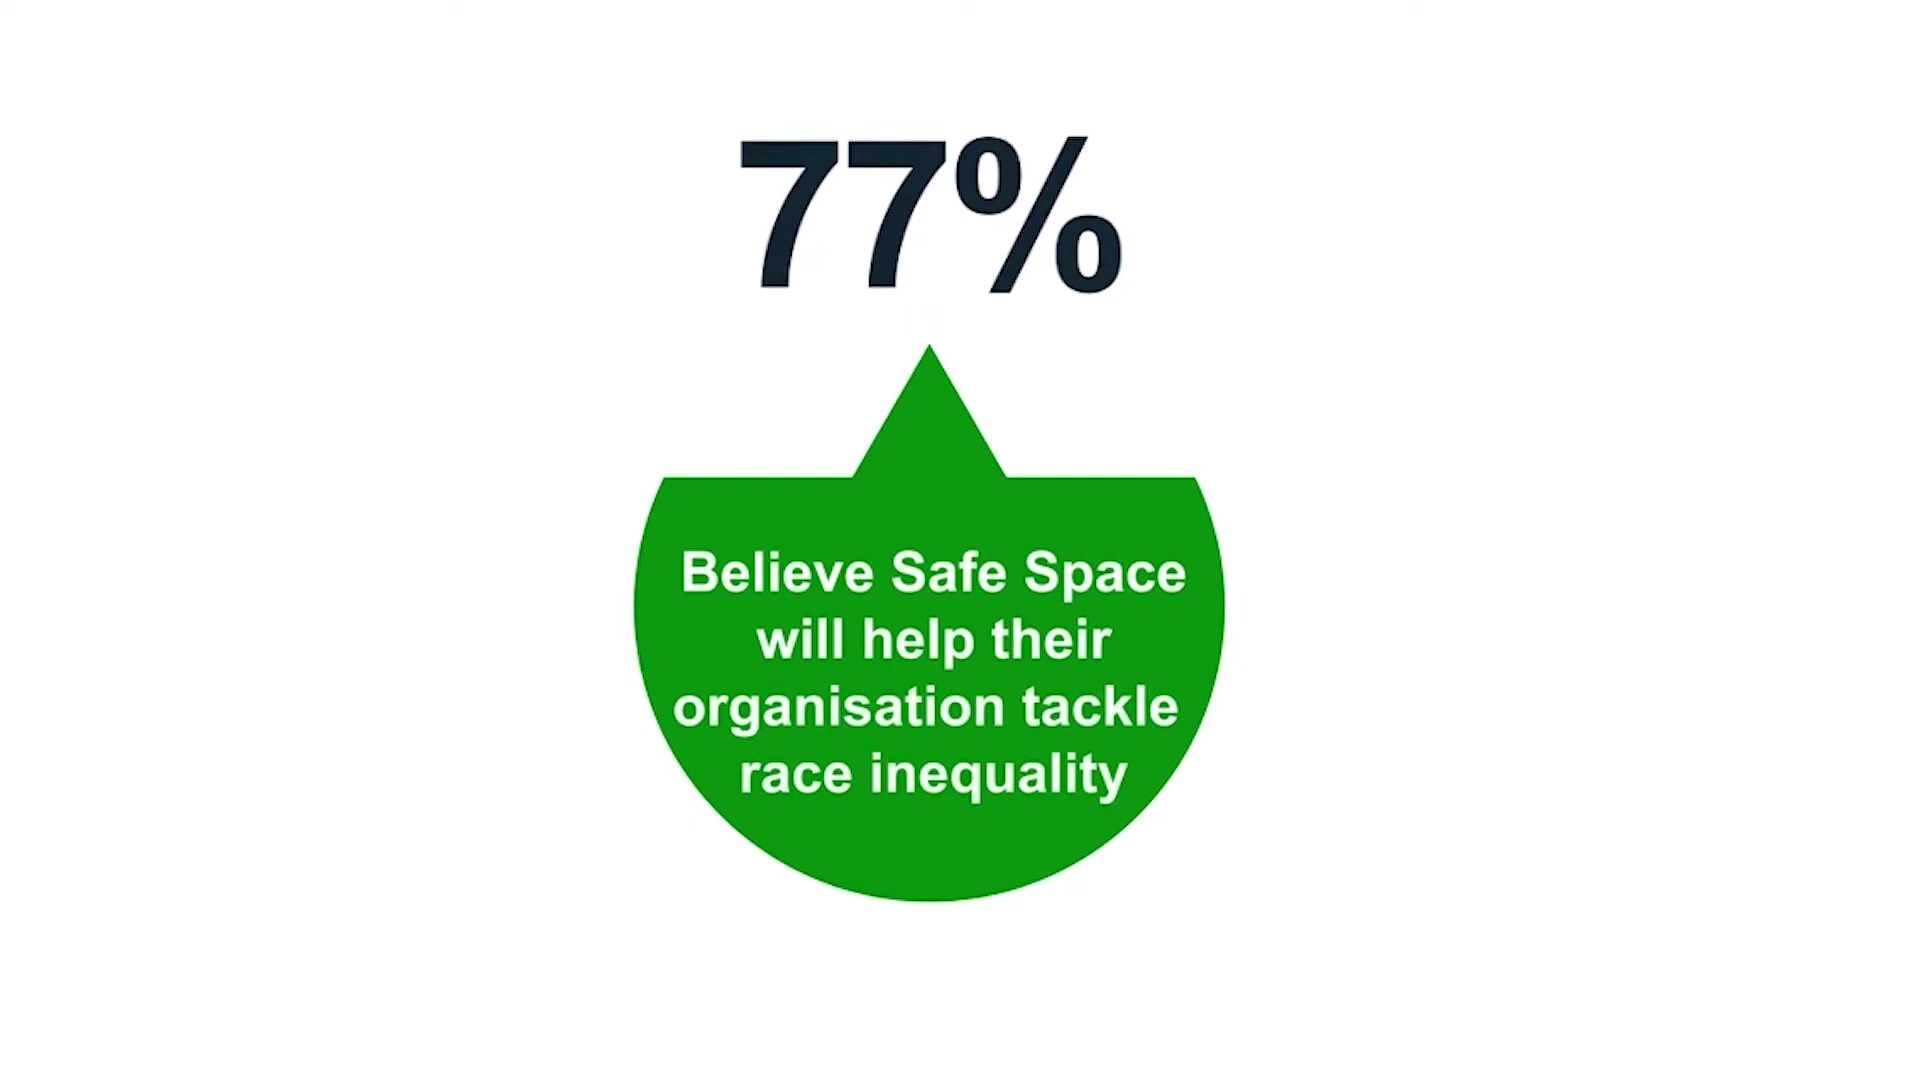 77%
Believe Safe Space
will help their
organisation tackle
race inequality